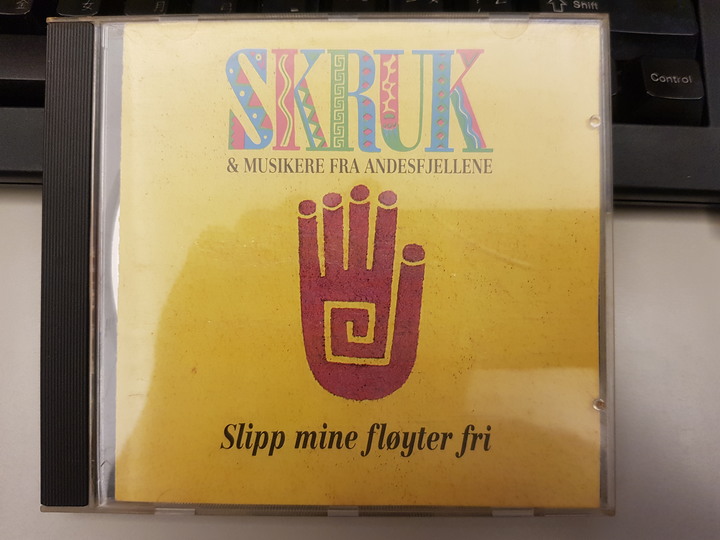 Shift
Control
SKRUK
& MUSIKERE FRA ANDESFJELLENE
Slipp mine fløyter fri